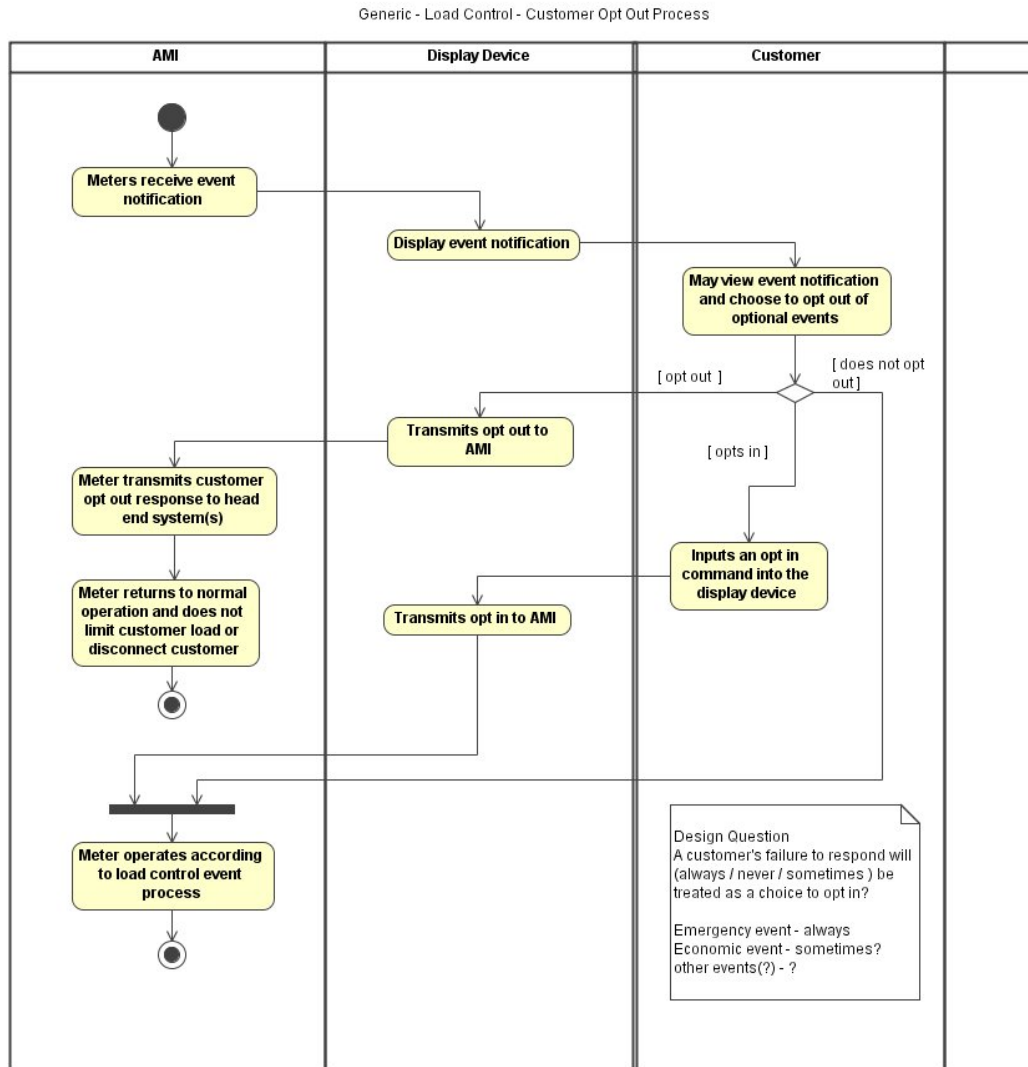 Generic - Load Control - Customer Opt Out Process
AMI
Display Device
Customer
Meters receive event
notification
Display event notification
May view event notification
and choose to opt out of
optional events
[ opt out  ]
[ does not opt
out ]
[ opts in ]
Transmits opt out to
AMI
Meter transmits customer
opt out response to head
end system(s)
Inputs an opt in
command into the
display device
Meter returns to normal
operation and does not
limit customer load or
disconnect customer
Transmits opt in to AMI
Meter operates according
to load control event
process
Design Question
A customer's failure to respond will
(always / never / sometimes ) be
treated as a choice to opt in?
Emergency event - always
Economic event - sometimes?
other events(?) - ?